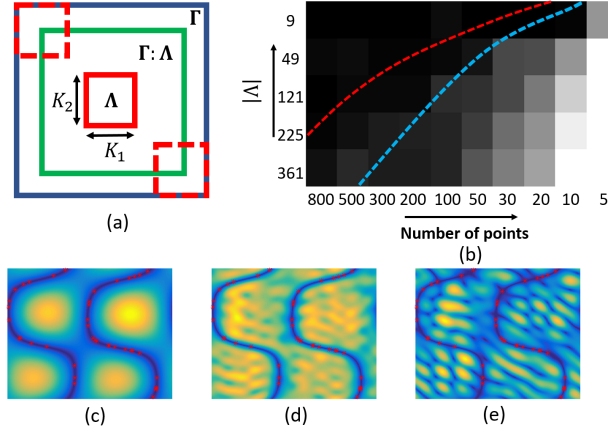 Γ
Γ: Λ
Λ
K₂
K₁
(a)
|Λ|
9
49
121
225
361
800 500 300 200 100 50 30 20 10 5
Number of points
(b)
(c)
(d)
(e)